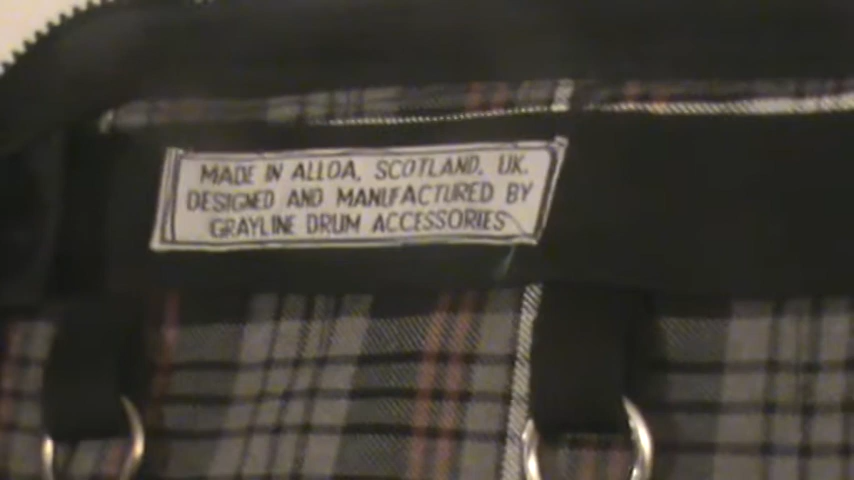 MADE IN ALLOA, SCOTLAND, UK.
DESIGNED AND MANUFACTURED BY
GRAYLINE DRUM ACCESSORIES